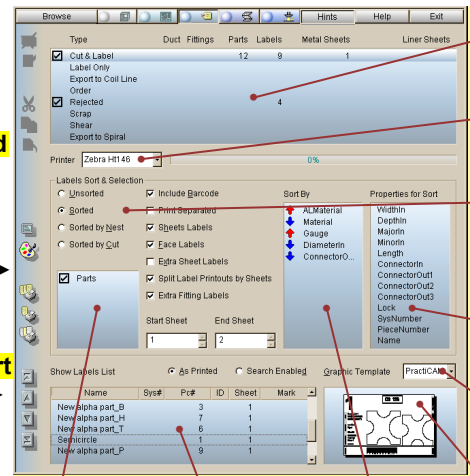 Browse Hints Help Exit
Type Duct Fittings Parts Labels Metal Sheets Liner Sheets
Cut & Label 12 9 1
Label Only
Export to Coil Line
Order
Rejected 4
Scrap
Shear
Export to Spiral
d
Printer Zebra Ht146 0%
Labels Sort & Selection
Unsorted Include Barcode Sort By Properties for Sort
Sorted Print Separated ALMaterial WidthIn
Sorted by Nest Sheets Labels Material DepthIn
Sorted by Cut Face Labels Gauge MajorIn
Extra Sheet Labels DiameterIn MinorIn
Parts Split Label Printouts by Sheets ConnectorO... Length
Extra Fitting Labels ConnectorIn
ConnectorOut1
ConnectorOut2
ConnectorOut3
Lock
Start Sheet End Sheet SysNumber
1 2 PieceNumber
Name
rt
Show Labels List As Printed Search Enabled Graphic Template PractiCAM
Name Sys# Pc# ID Sheet Mark
New alpha part_B 3 1
New alpha part_H 7 1
New alpha part_T 6 1
Semicircle 1 1
New alpha part_P 9 1